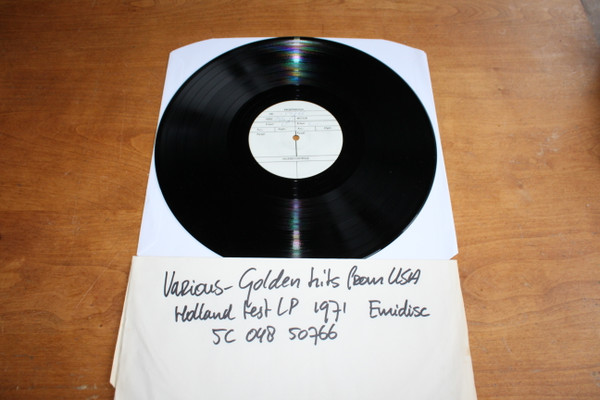 Various - Golden hits from USA
Holland Test LP 1971 Emidisc
5C 048 50766